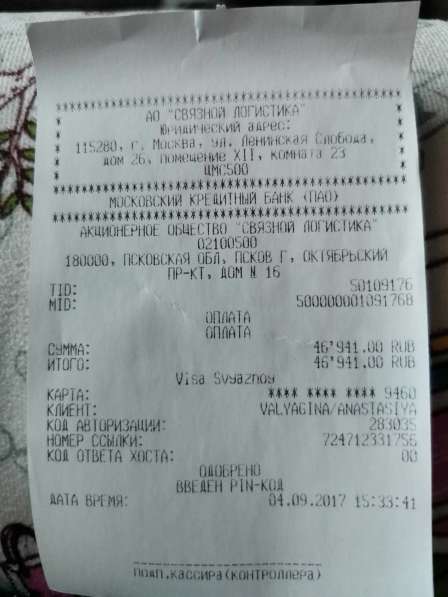 АО "СВЯЗНОЙ ЛОГИСТИКА"
Юридический адрес:
115280, г. Москва, ул. Ленинская Слобода,
дом 26, помещение XII, комната 23
ЦМС500
МОСКОВСКИЙ КРЕДИТНЫЙ БАНК (ПАО)
АКЦИОНЕРНОЕ ОБЩЕСТВО "СВЯЗНОЙ ЛОГИСТИКА"
02100500
180000, ПСКОВСКАЯ ОБЛ, ПСКОВ Г, ОКТЯБРЬСКИЙ
ПР-КТ, ДОМ N 16
TID: 50109176
MID: 500000001091768
ОПЛАТА
ОПЛАТА
СУММА: 46'941.00 RUB
ИТОГО: 46'941.00 RUB
Visa Svyaznoy
КАРТА: **** **** **** 9460
КЛИЕНТ: VALYAGINA/ANASTASIYA
КОД АВТОРИЗАЦИИ: 283035
НОМЕР ССЫЛКИ: 724712331756
КОД ОТВЕТА ХОСТА: 00
ОДОБРЕНО
ВВЕДЕН PIN-КОД
ДАТА ВРЕМЯ: 04.09.2017 15:33:41
подп.кассира(контроллера)